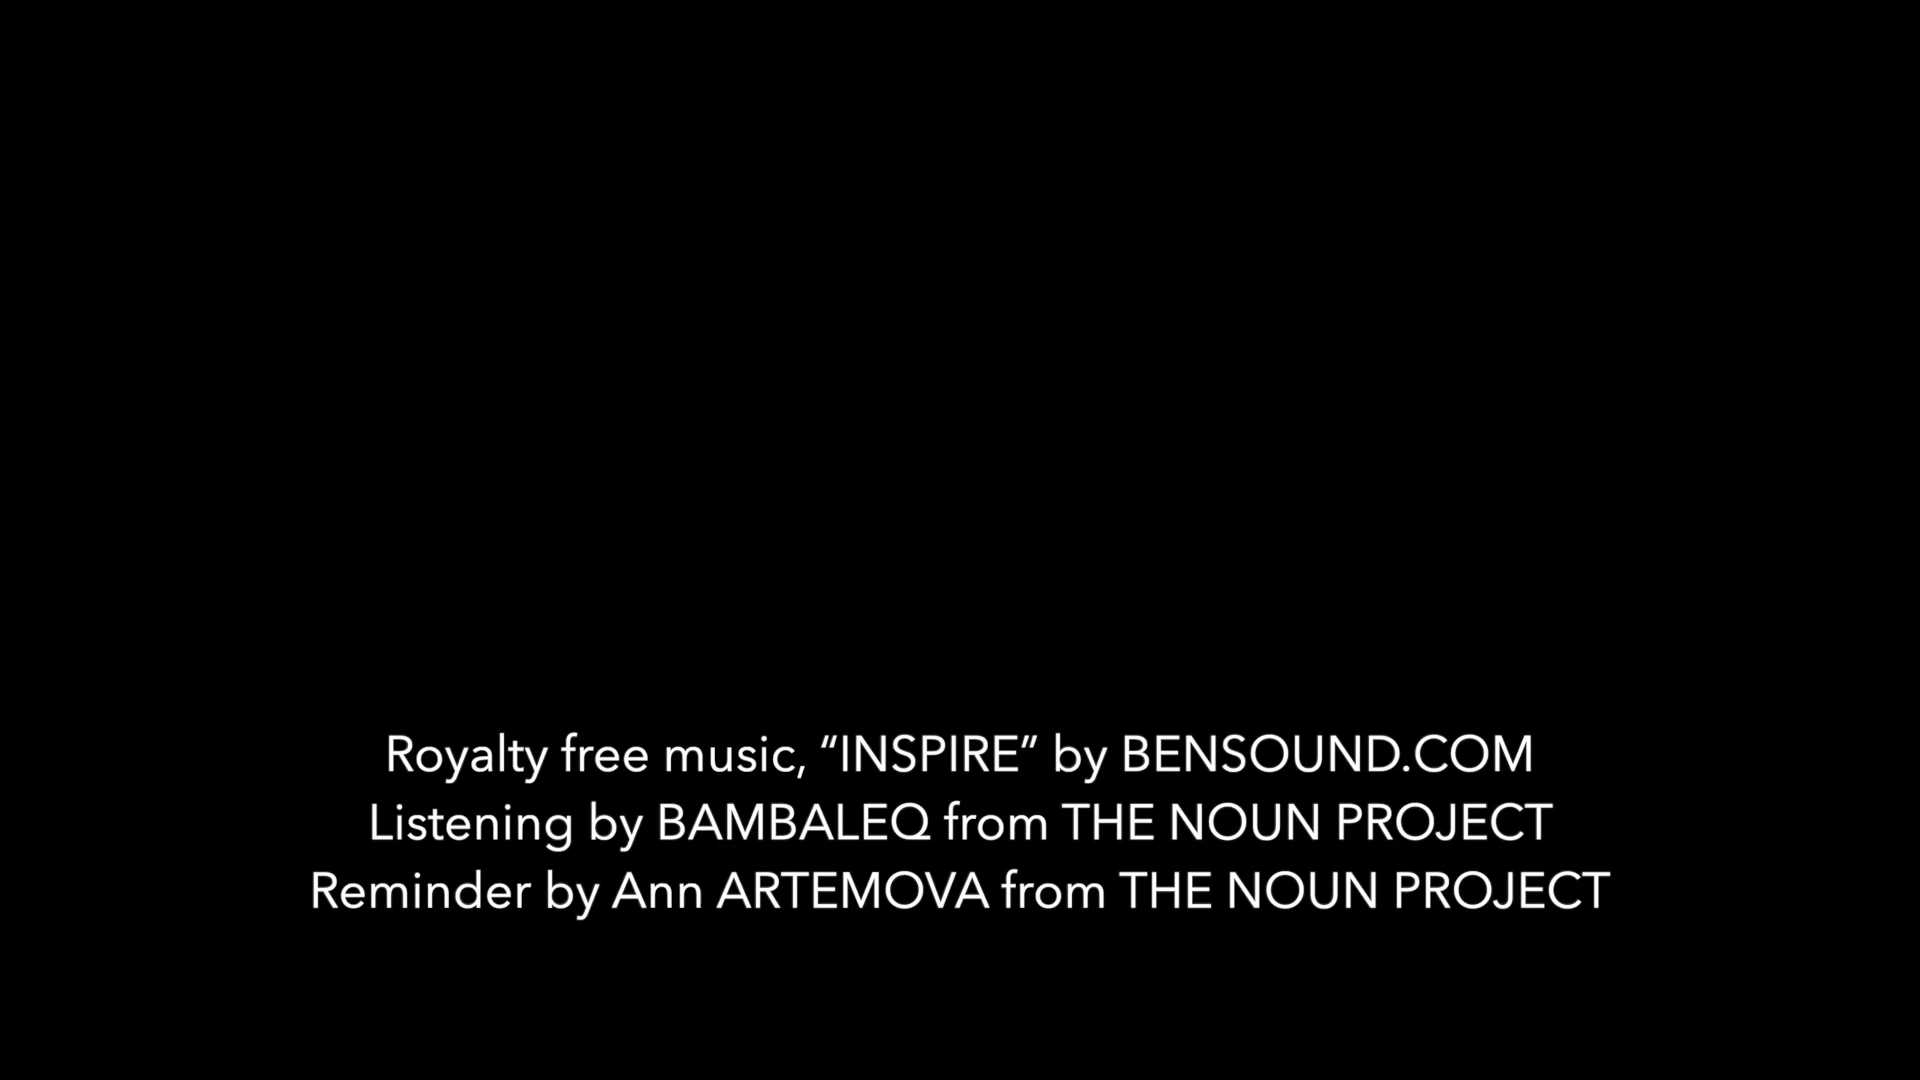 Royalty free music, “INSPIRE” by BENSOUND.COM
Listening by BAMBALEQ from THE NOUN PROJECT
Reminder by Ann ARTEMOVA from THE NOUN PROJECT